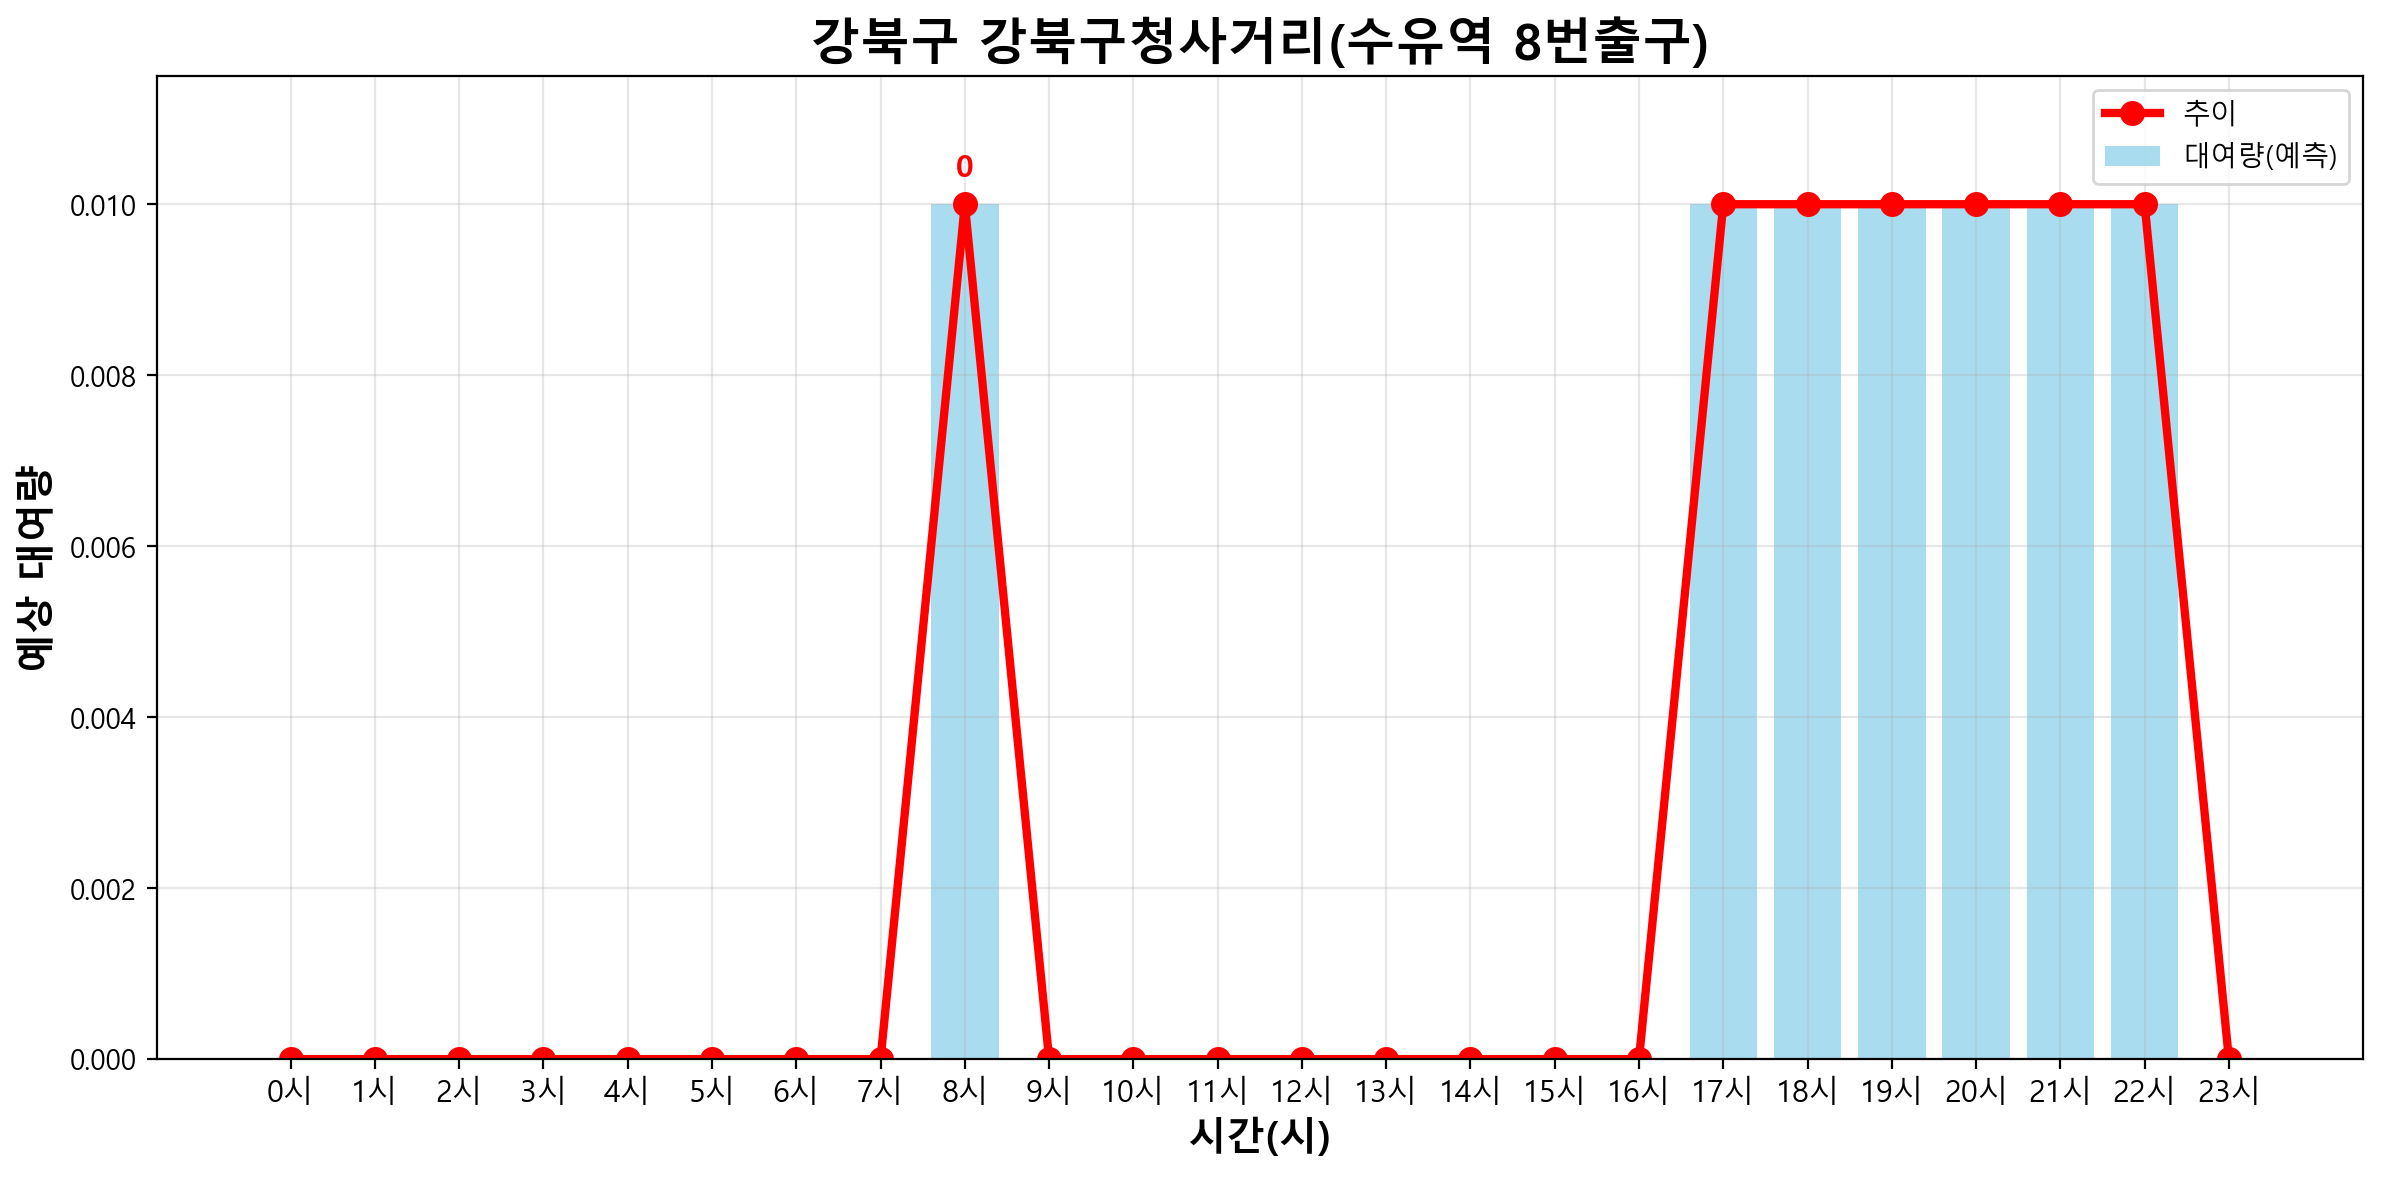 강북구 강북구청사거리(수유역 8번출구)
추이
대여량(예측)
0
0.010
0.008
0.006
0.004
0.002
0.000
예상 대여량
0시 1시 2시 3시 4시 5시 6시 7시 8시 9시 10시 11시 12시 13시 14시 15시 16시 17시 18시 19시 20시 21시 22시 23시
시간(시)